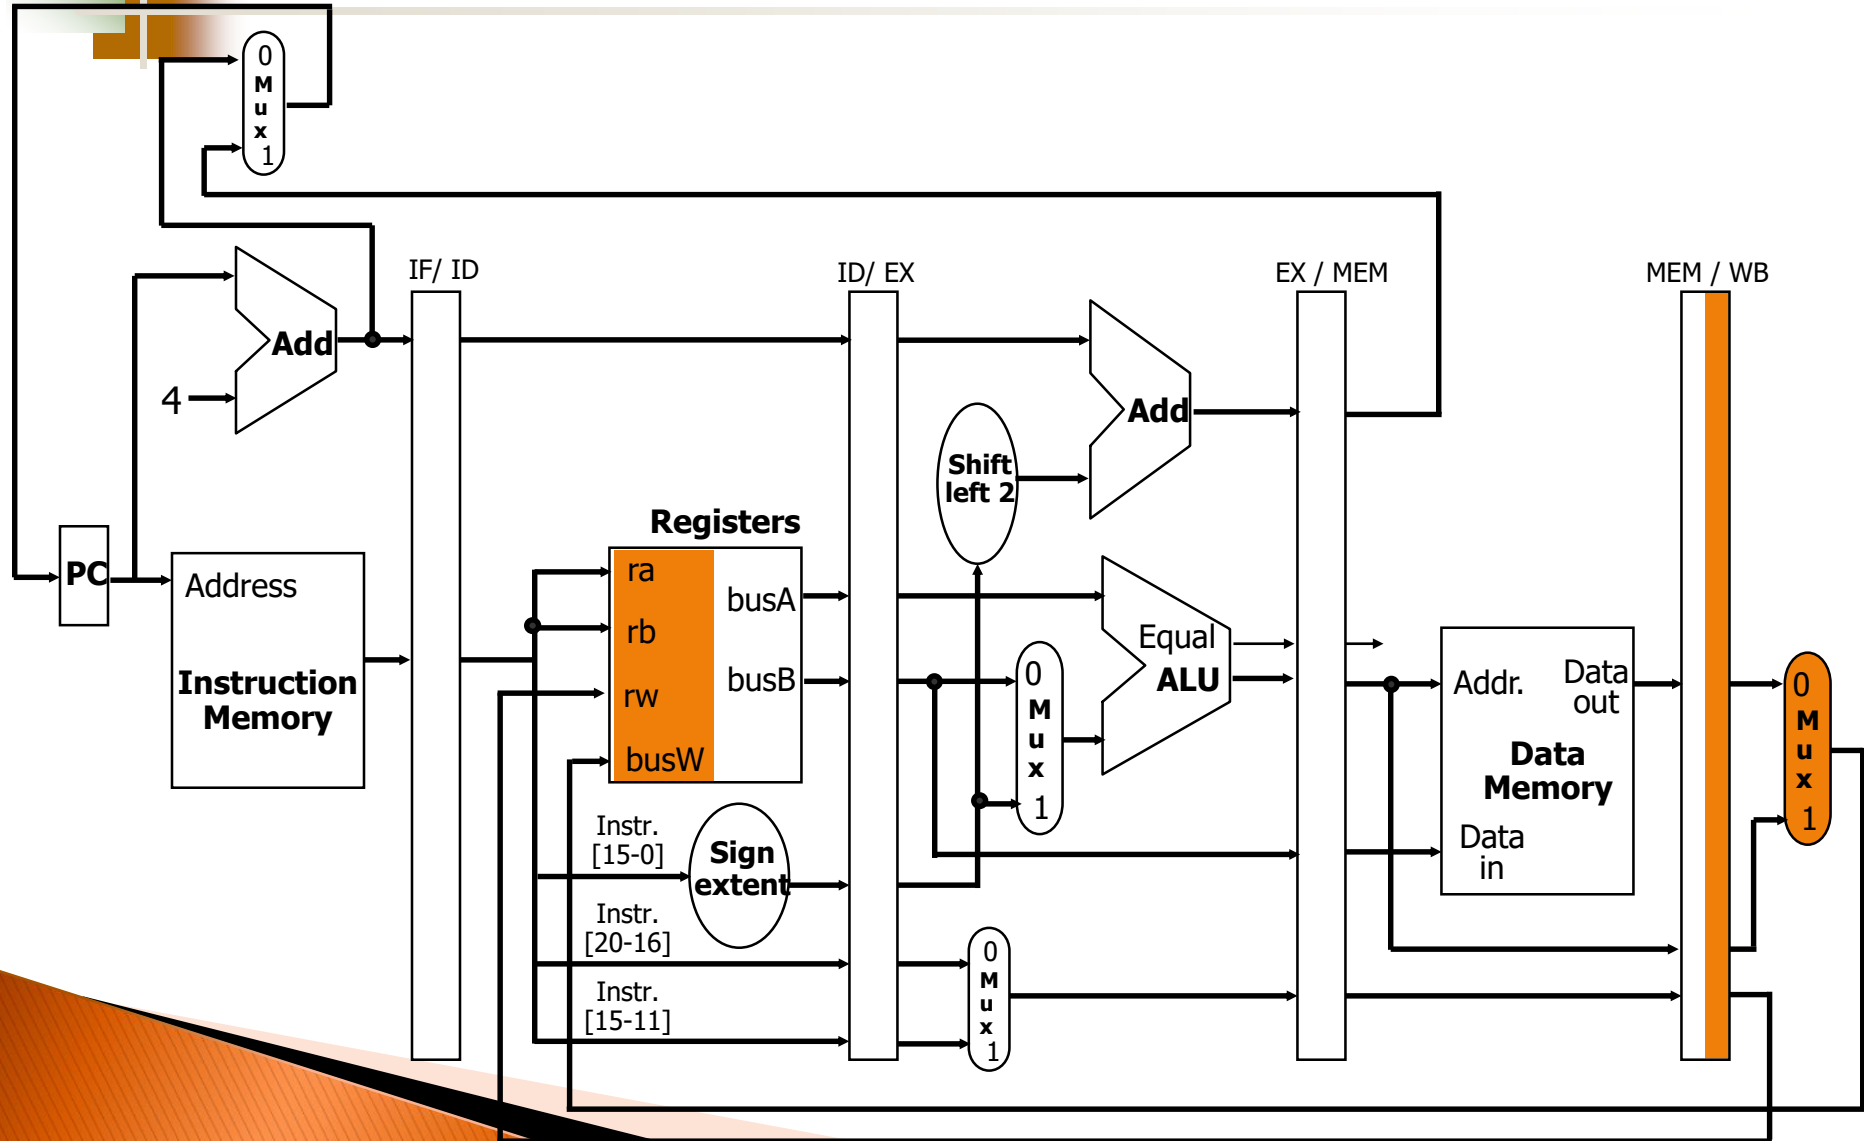 0
M
u
x
1
IF/ ID
ID/ EX
EX / MEM
MEM / WB
Add
4
Add
Shift
left 2
Registers
PC
Address
Instruction
Memory
ra
rb
rw
busW
busA
busB
0
M
u
x
1
Equal
ALU
Addr.
Data
out
Data
Memory
Data
in
0
M
u
x
1
Instr.
[15-0]
Sign
extent
Instr.
[20-16]
Instr.
[15-11]
0
M
u
x
1